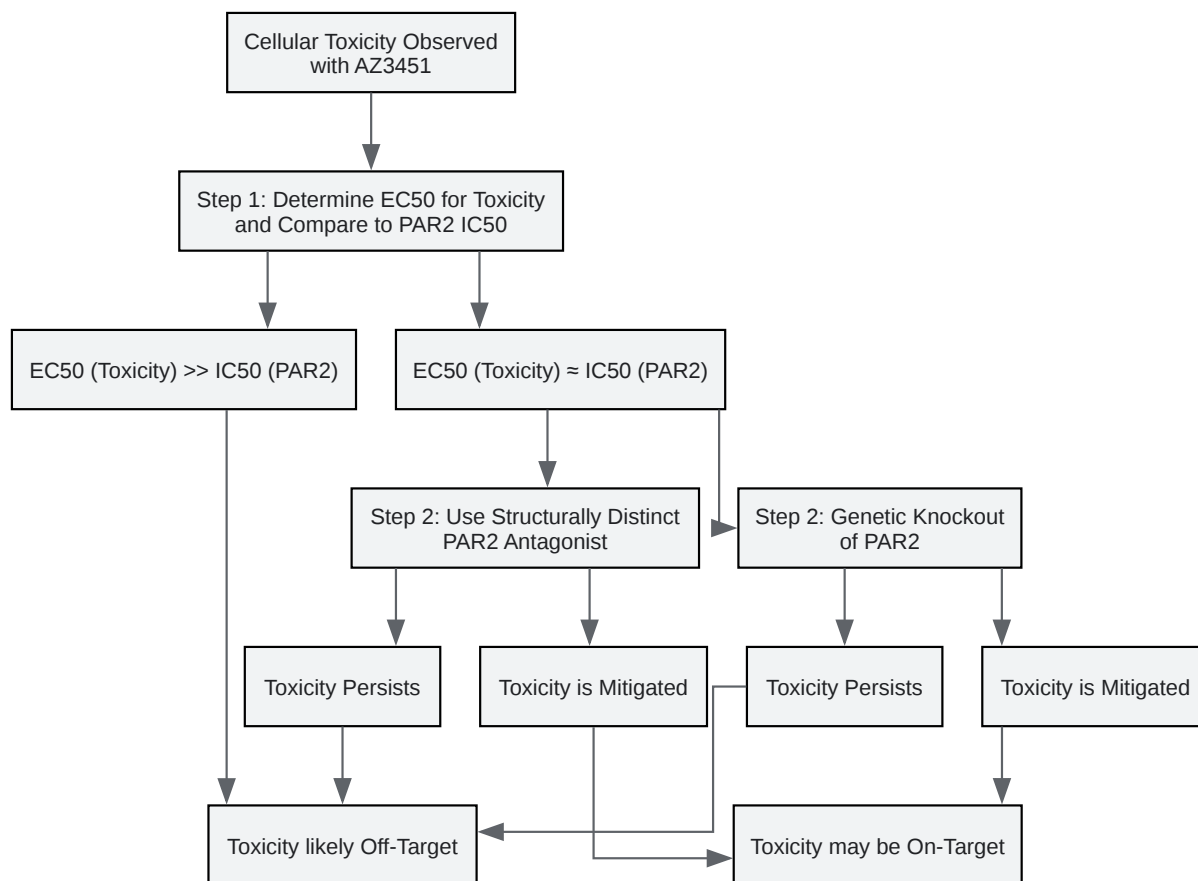 Cellular Toxicity Observed
with AZ3451
Step 1: Determine EC50 for Toxicity
and Compare to PAR2 IC50
EC50 (Toxicity) >> IC50 (PAR2)
EC50 (Toxicity) ≈ IC50 (PAR2)
Step 2: Use Structurally Distinct
PAR2 Antagonist
Step 2: Genetic Knockout
of PAR2
Toxicity Persists
Toxicity is Mitigated
Toxicity Persists
Toxicity is Mitigated
Toxicity likely Off-Target
Toxicity may be On-Target